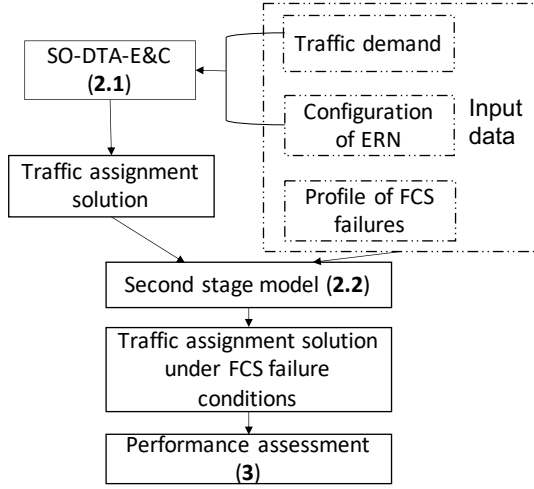 SO-DTA-E&C
(2.1)
Traffic demand
Configuration
of ERN
Input
data
Traffic assignment
solution
Profile of FCS
failures
Second stage model (2.2)
Traffic assignment solution
under FCS failure
conditions
Performance assessment
(3)